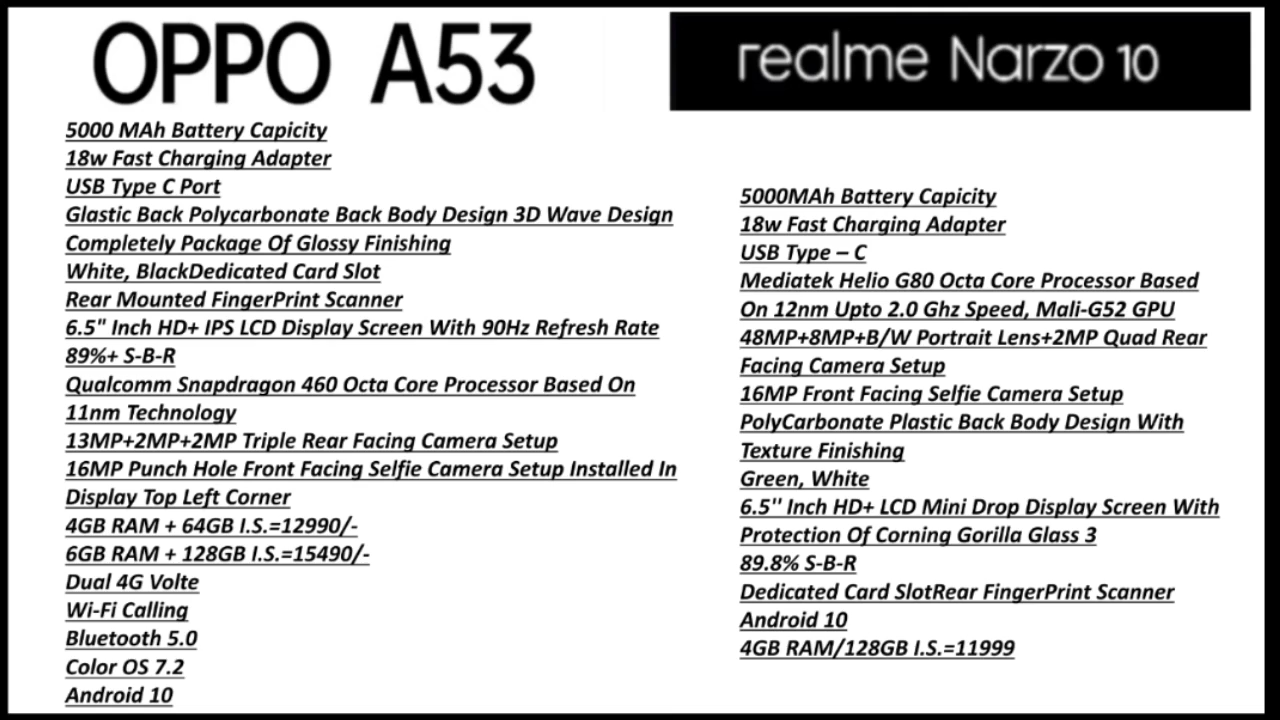 OPPO A53
5000 MAh Battery Capicity
18w Fast Charging Adapter
USB Type C Port
Glastic Back Polycarbonate Back Body Design 3D Wave Design
Completely Package Of Glossy Finishing
White, BlackDedicated Card Slot
Rear Mounted FingerPrint Scanner
6.5" Inch HD+ IPS LCD Display Screen With 90Hz Refresh Rate
89%+ S-B-R
Qualcomm Snapdragon 460 Octa Core Processor Based On
11nm Technology
13MP+2MP+2MP Triple Rear Facing Camera Setup
16MP Punch Hole Front Facing Selfie Camera Setup Installed In
Display Top Left Corner
4GB RAM + 64GB I.S.=12990/-
6GB RAM + 128GB I.S.=15490/-
Dual 4G Volte
Wi-Fi Calling
Bluetooth 5.0
Color OS 7.2
Android 10
realme Narzo 10
5000MAh Battery Capicity
18w Fast Charging Adapter
USB Type – C
Mediatek Helio G80 Octa Core Processor Based
On 12nm Upto 2.0 Ghz Speed, Mali-G52 GPU
48MP+8MP+B/W Portrait Lens+2MP Quad Rear
Facing Camera Setup
16MP Front Facing Selfie Camera Setup
PolyCarbonate Plastic Back Body Design With
Texture Finishing
Green, White
6.5'' Inch HD+ LCD Mini Drop Display Screen With
Protection Of Corning Gorilla Glass 3
89.8% S-B-R
Dedicated Card SlotRear FingerPrint Scanner
Android 10
4GB RAM/128GB I.S.=11999